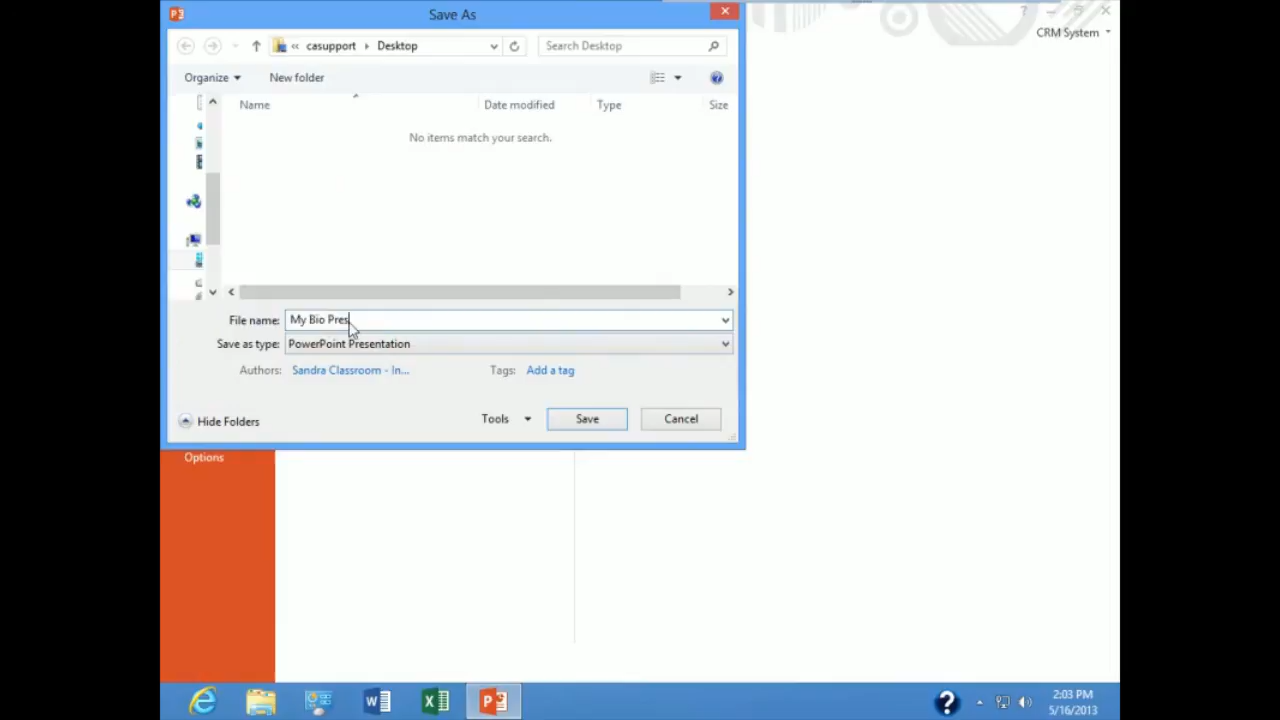 Save As
?
CRM System
« casupport Desktop
Search Desktop
Organize
New folder
Name
Date modified
Type
Size
No items match your search.
File name: My Bio Pres
Save as type: PowerPoint Presentation
Authors: Sandra Classroom - In...
Tags: Add a tag
Hide Folders
Tools
Save
Cancel
Options
2:03 PM
5/16/2013